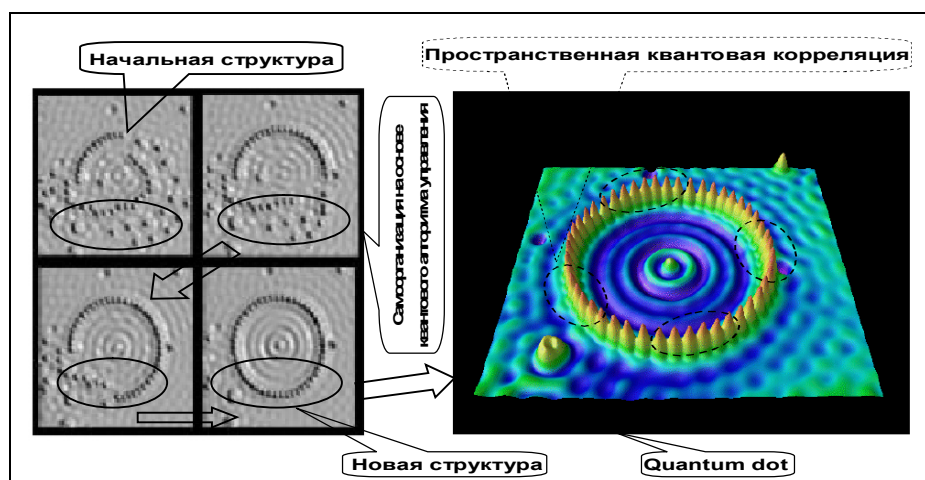 Начальная структура
Пространственная квантовая корреляция
Самоорганизация на основе
квантового алгоритма управления
Новая структура
Quantum dot